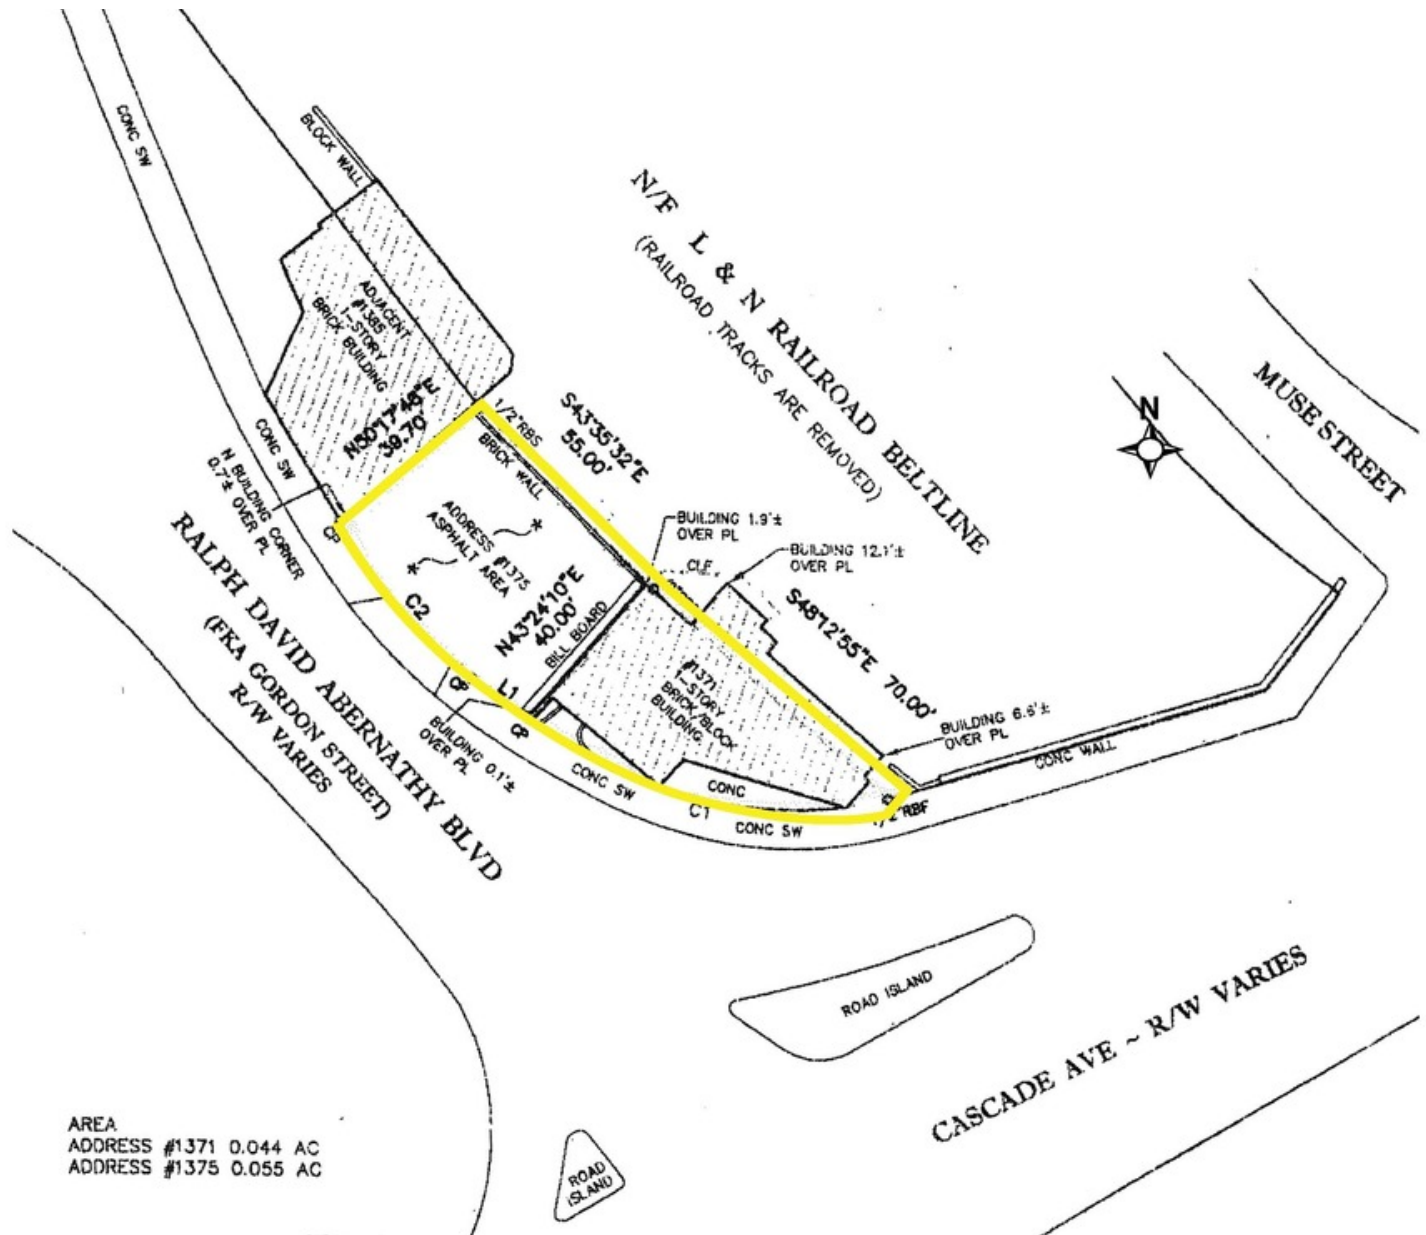 CONC SW
BLOCK WALL
N/F L & N RAILROAD BELTLINE
(RAILROAD TRACKS ARE REMOVED)
MUSE STREET
N
ADJACENT
#1385
1-STORY
BRICK BUILDING
N50°17'48"E
39.70'
1/2"RBS
BRICK WALL
S43°35'32"E
55.00'
CONC SW
N BUILDING CORNER
0.7'± OVER PL
CP
ADDRESS #1375
ASPHALT AREA
*
*
BUILDING 1.9'±
OVER PL
CLF
BUILDING 12.1'±
OVER PL
S48°12'55"E 70.00'
C2
N43°24'10"E
40.00'
BILL BOARD
L1
CP
CP
BUILDING 0.1'±
OVER PL
#1371
1-STORY
BRICK/BLOCK
BUILDING
BUILDING 6.6'±
OVER PL
CONC WALL
CONC
CONC SW
C1
CONC SW
1/2"RBF
RALPH DAVID ABERNATHY BLVD
(FKA GORDON STREET)
R/W VARIES
ROAD ISLAND
CASCADE AVE ~ R/W VARIES
ROAD
ISLAND
AREA
ADDRESS #1371 0.044 AC
ADDRESS #1375 0.055 AC